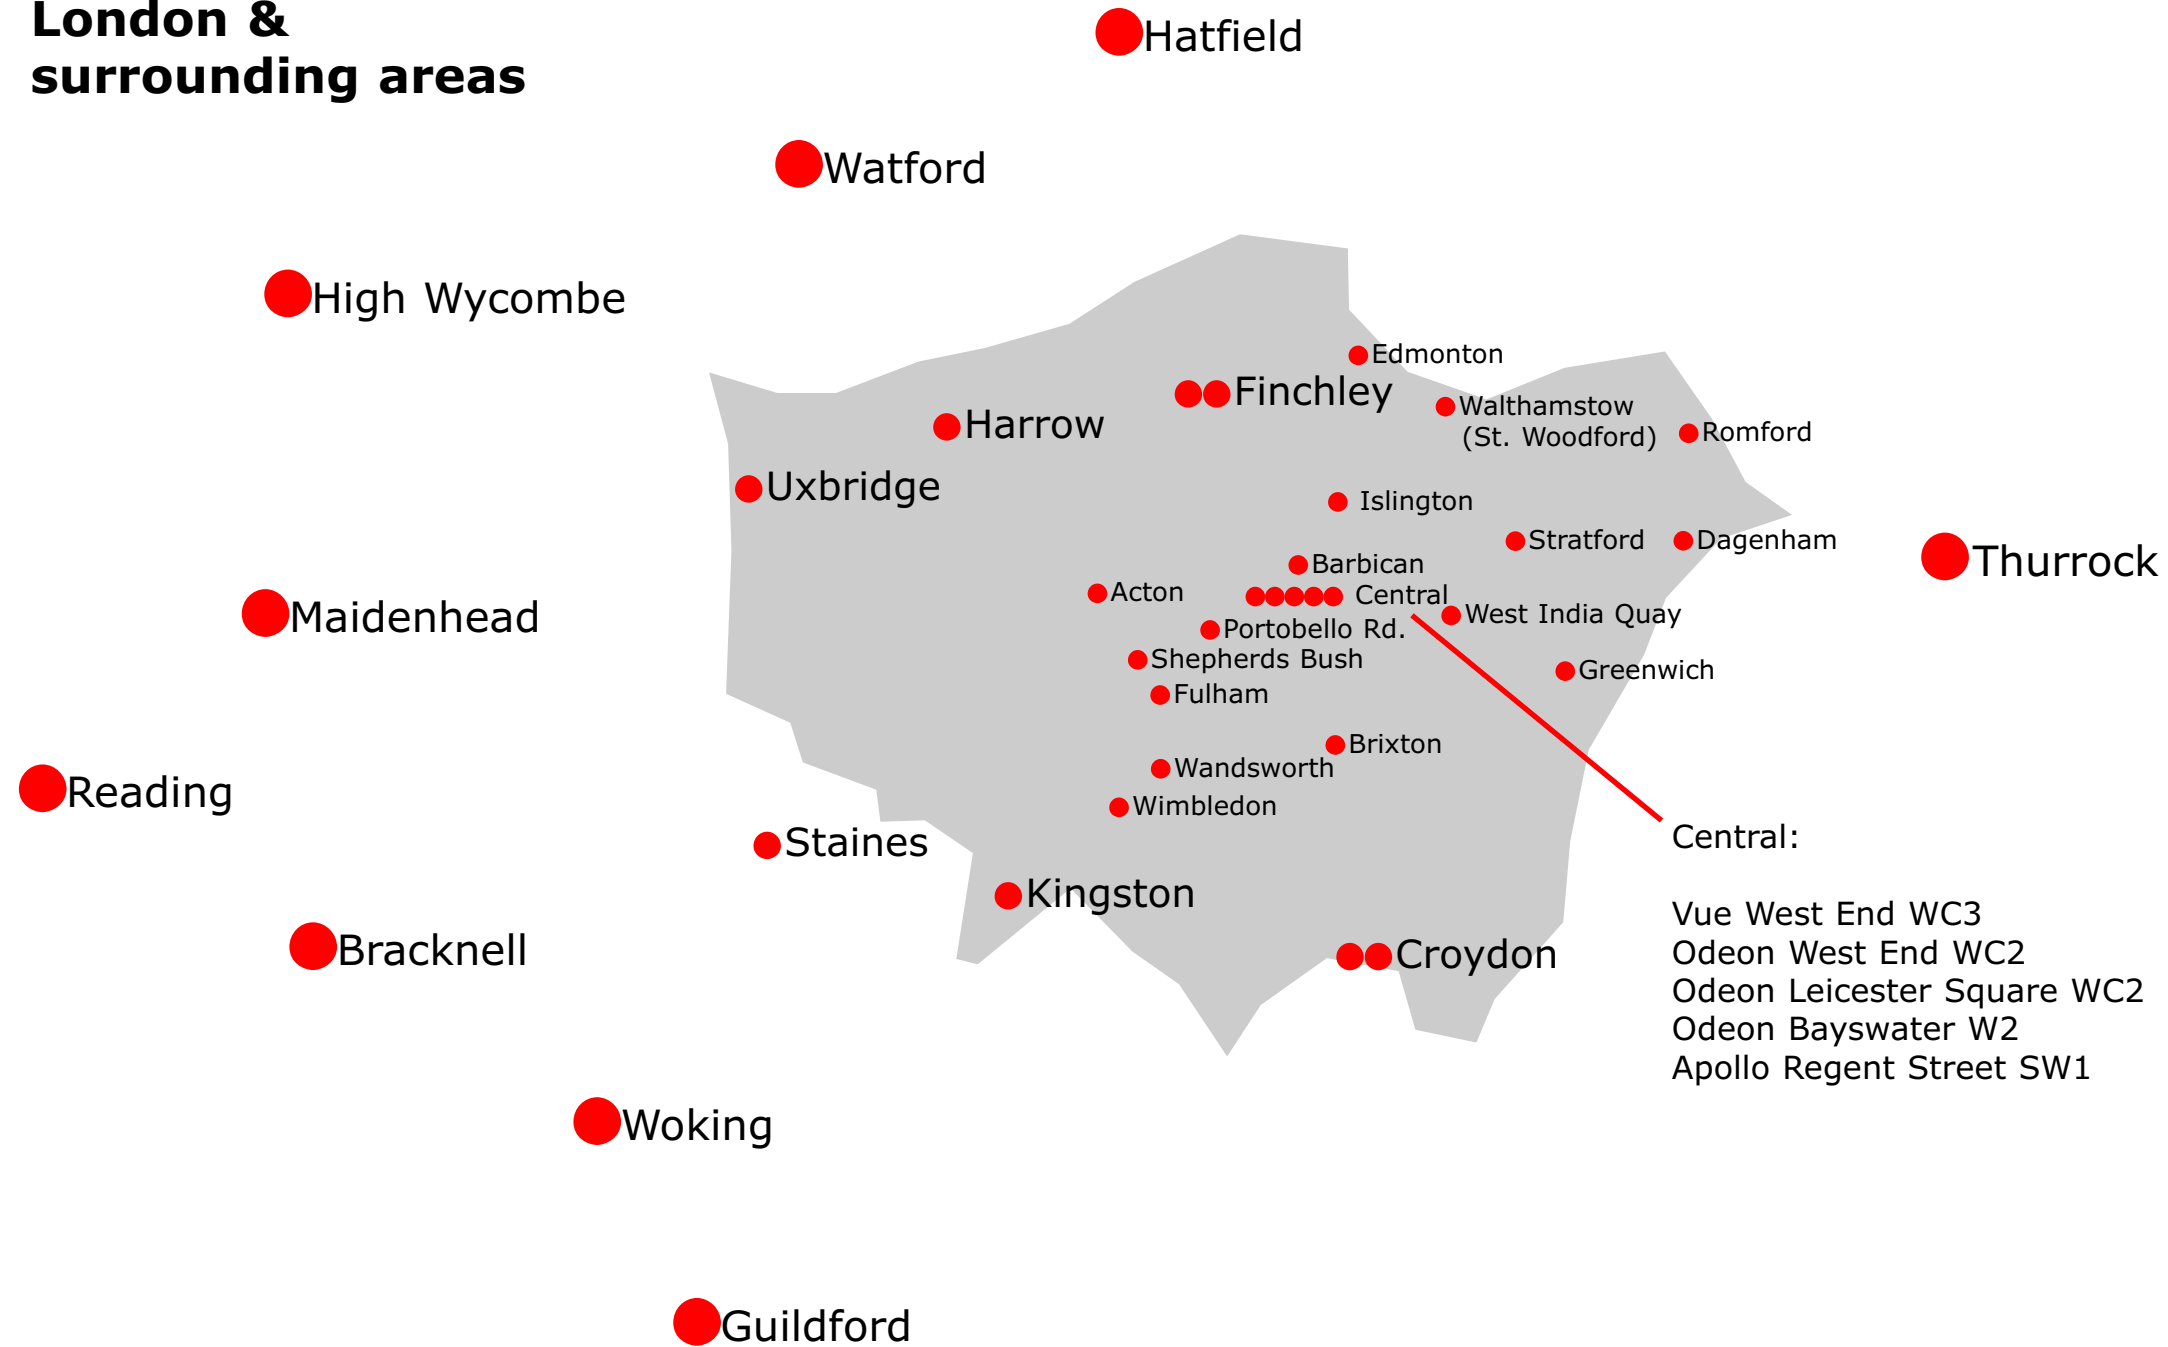 London &
surrounding areas
Hatfield
Watford
High Wycombe
Edmonton
Finchley
Walthamstow
(St. Woodford)
Harrow
Romford
Uxbridge
Islington
Stratford
Dagenham
Thurrock
Barbican
Acton
Central
Maidenhead
West India Quay
Portobello Rd.
Shepherds Bush
Greenwich
Fulham
Brixton
Wandsworth
Reading
Wimbledon
Staines
Kingston
Bracknell
Croydon
Central:
Vue West End WC3
Odeon West End WC2
Odeon Leicester Square WC2
Odeon Bayswater W2
Apollo Regent Street SW1
Woking
Guildford